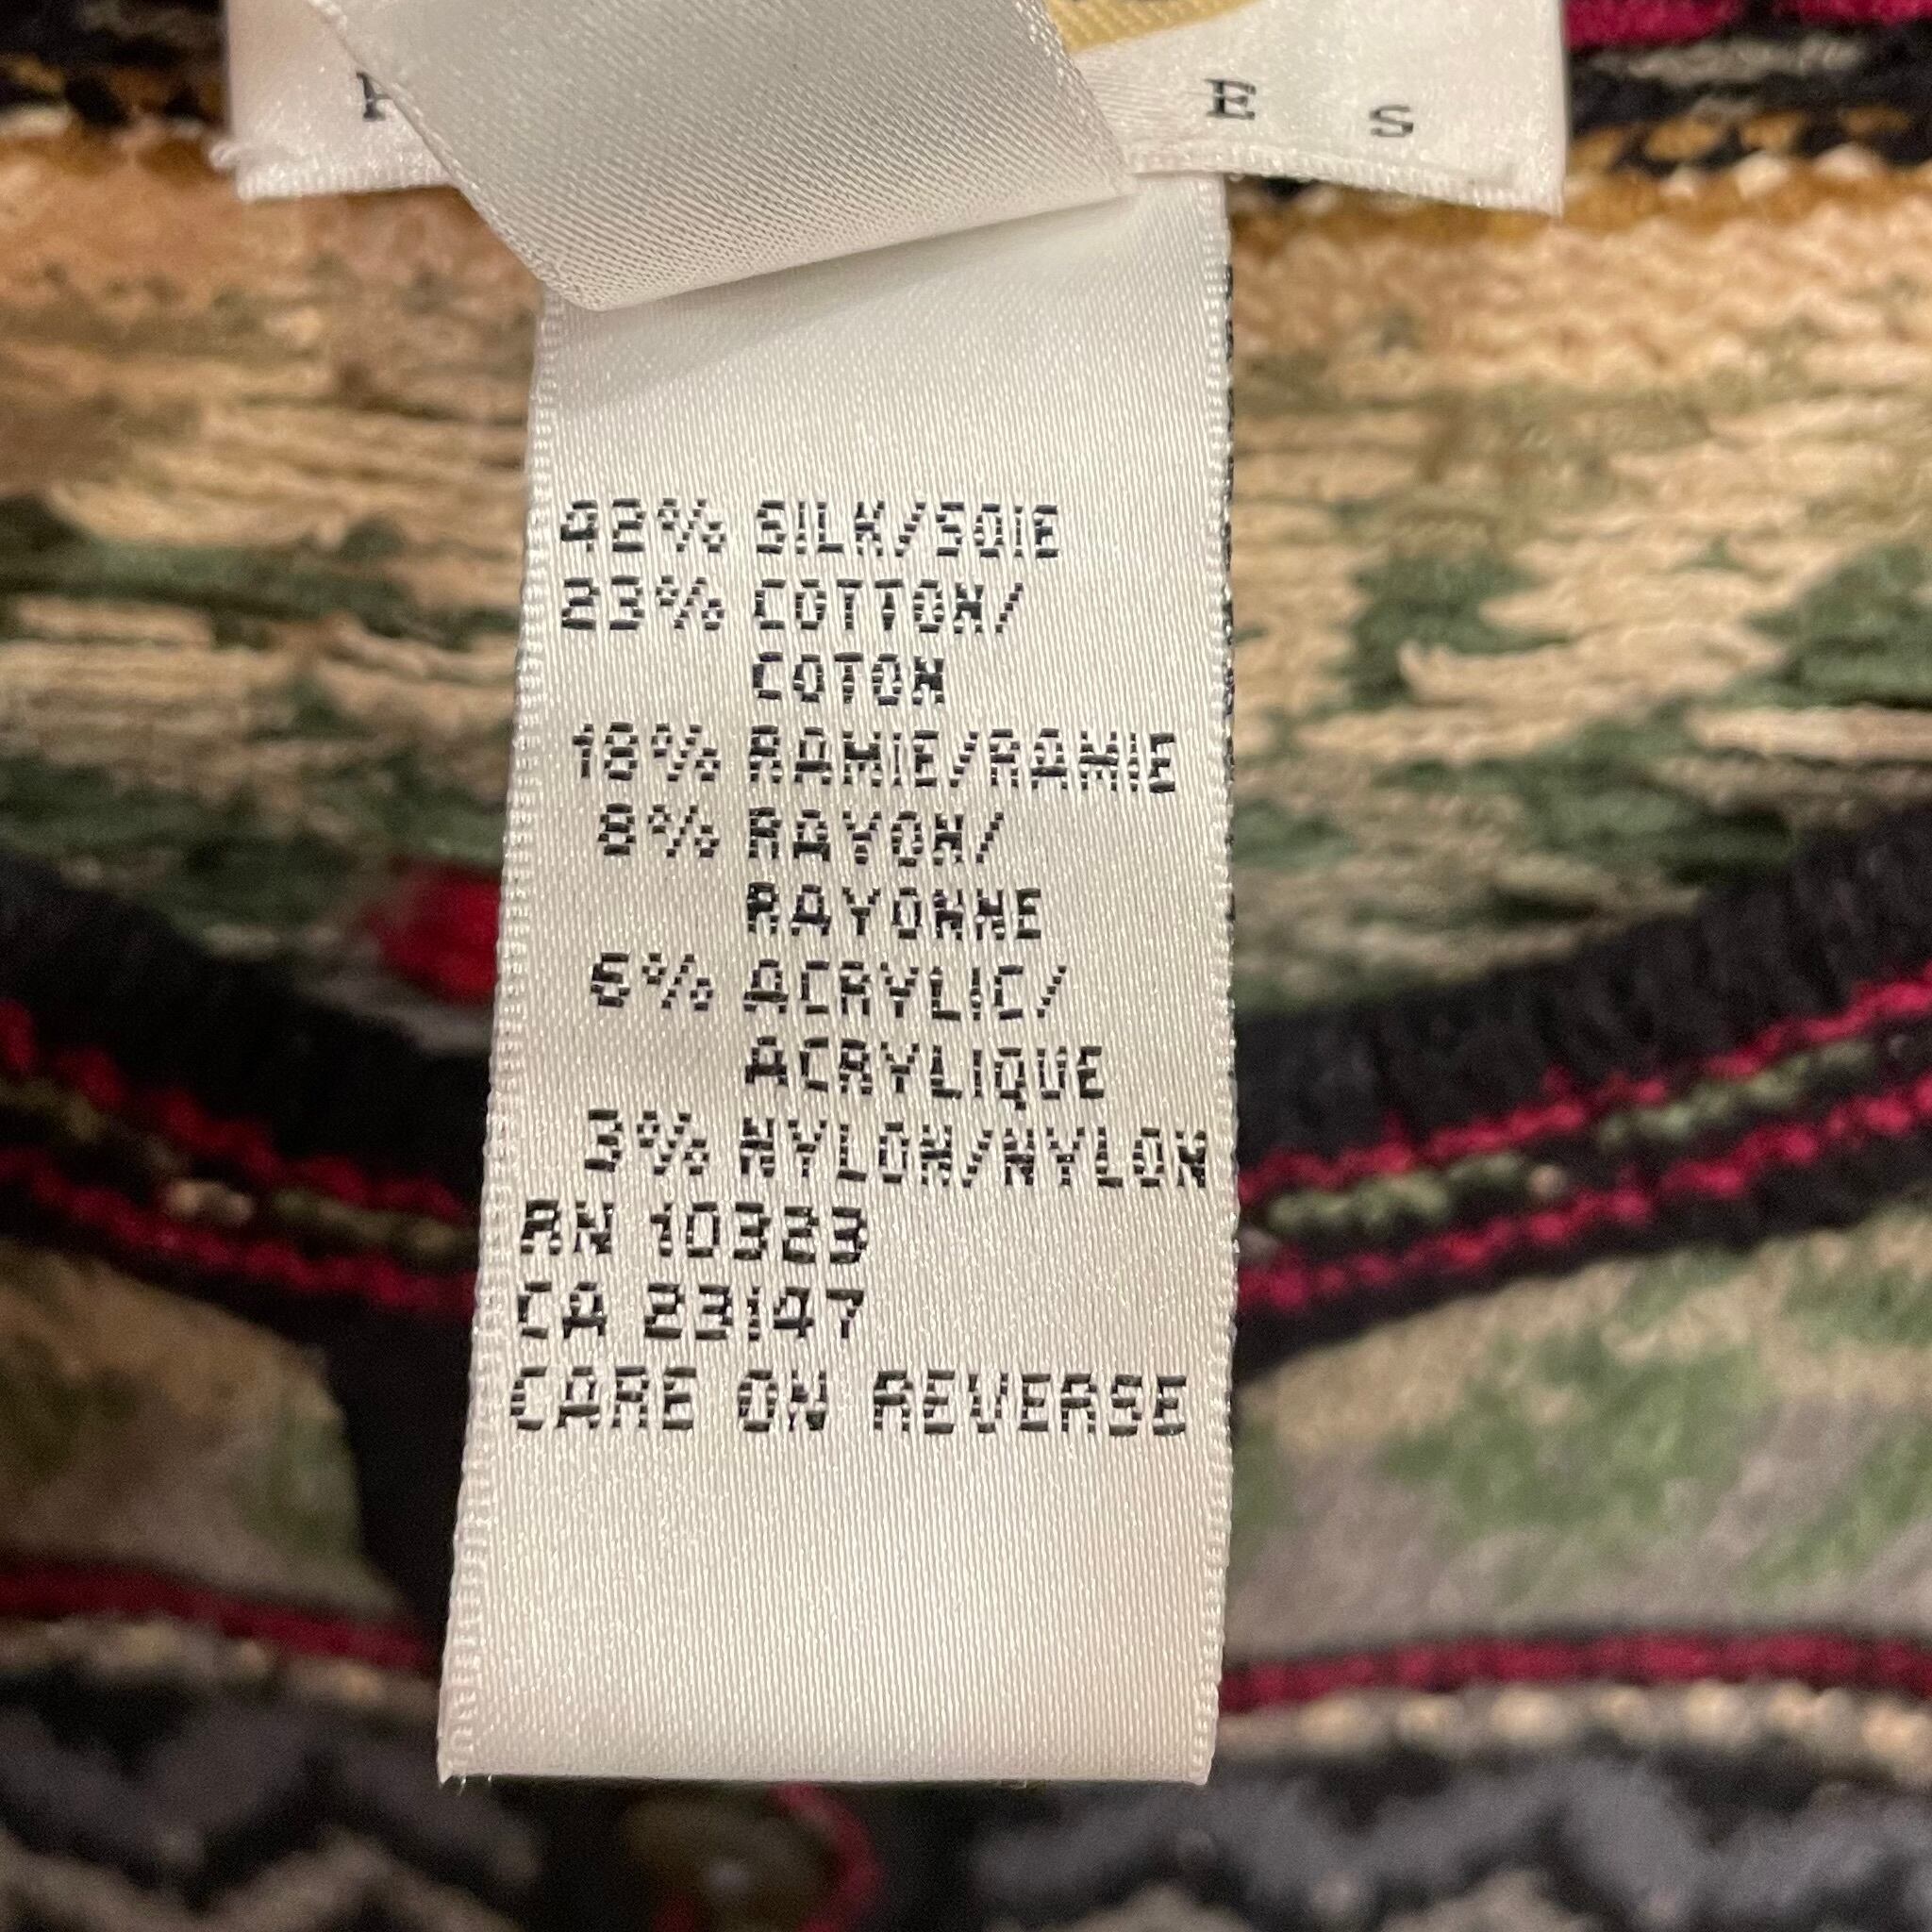 E S
42% SILK/SOIE
23% COTTON/
COTON
18% RAMIE/RAMIE
8% RAYON/
RAYONNE
6% ACRYLIC/
ACRYLIQUE
3% NYLON/NYLON
RN 10323
CA 23147
CARE ON REVERSE